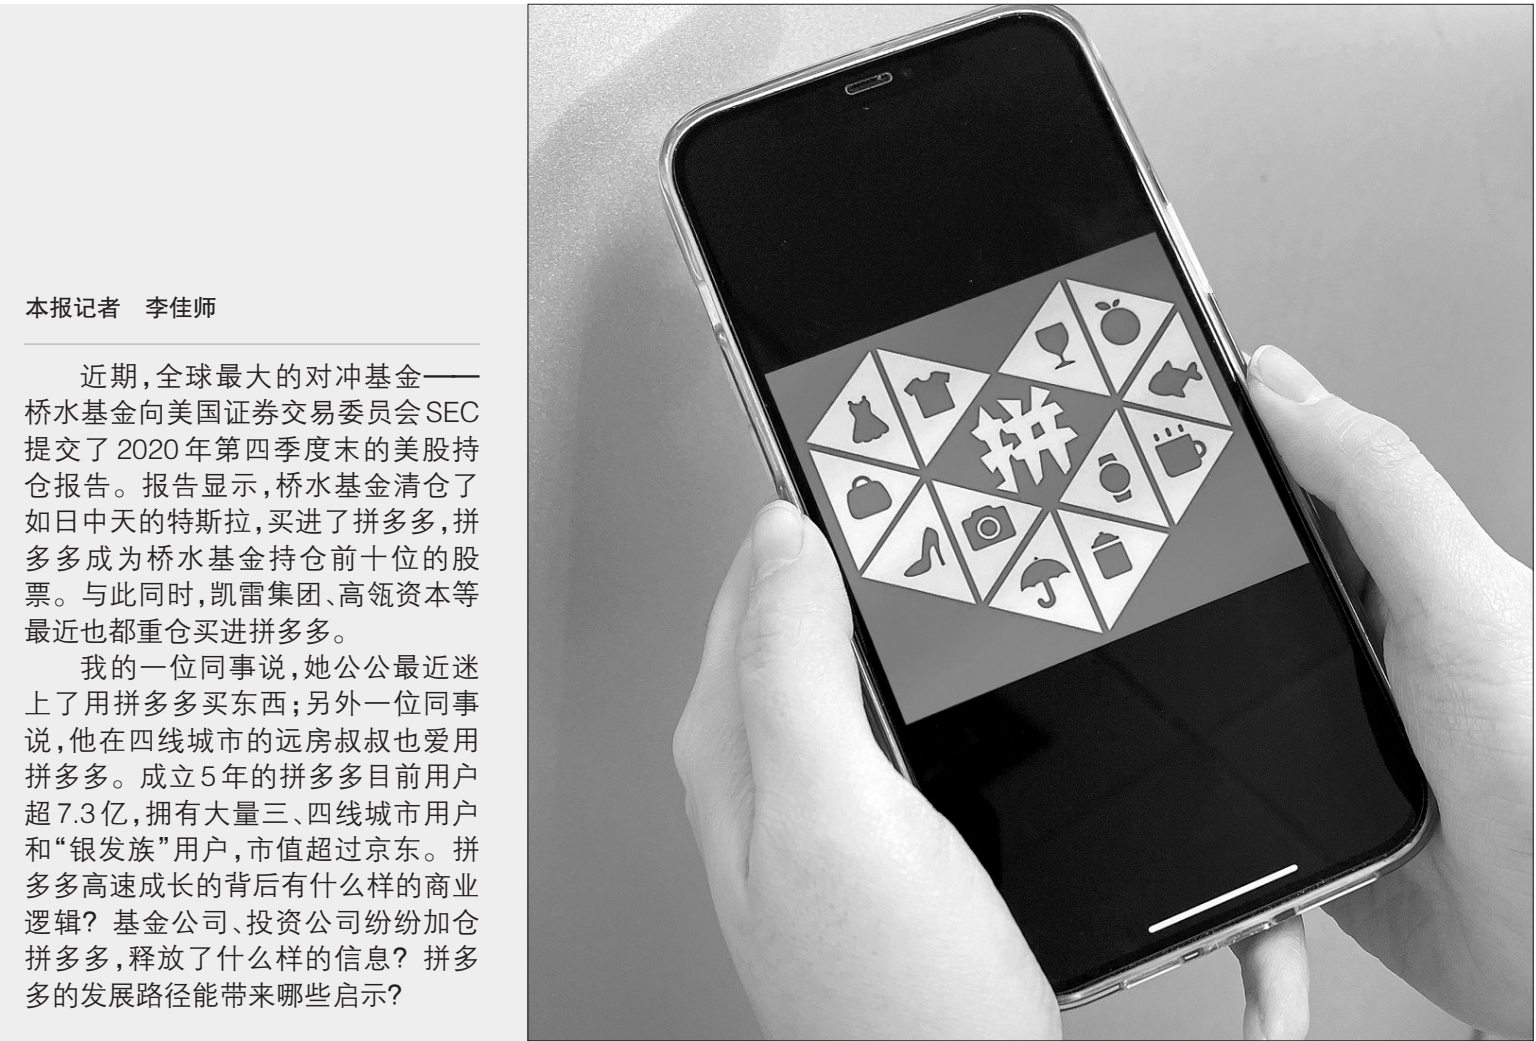 本报记者　李佳师
近期，全球最大的对冲基金——
桥水基金向美国证券交易委员会SEC
提交了2020年第四季度末的美股持
仓报告。报告显示，桥水基金清仓了
如日中天的特斯拉，买进了拼多多，拼
多多成为桥水基金持仓前十位的股
票。与此同时，凯雷集团、高瓴资本等
最近也都重仓买进拼多多。
我的一位同事说，她公公最近迷
上了用拼多多买东西；另外一位同事
说，他在四线城市的远房叔叔也爱用
拼多多。成立5年的拼多多目前用户
超7.3亿，拥有大量三、四线城市用户
和“银发族”用户，市值超过京东。拼
多多高速成长的背后有什么样的商业
逻辑？基金公司、投资公司纷纷加仓
拼多多，释放了什么样的信息？拼多
多的发展路径能带来哪些启示？
拼